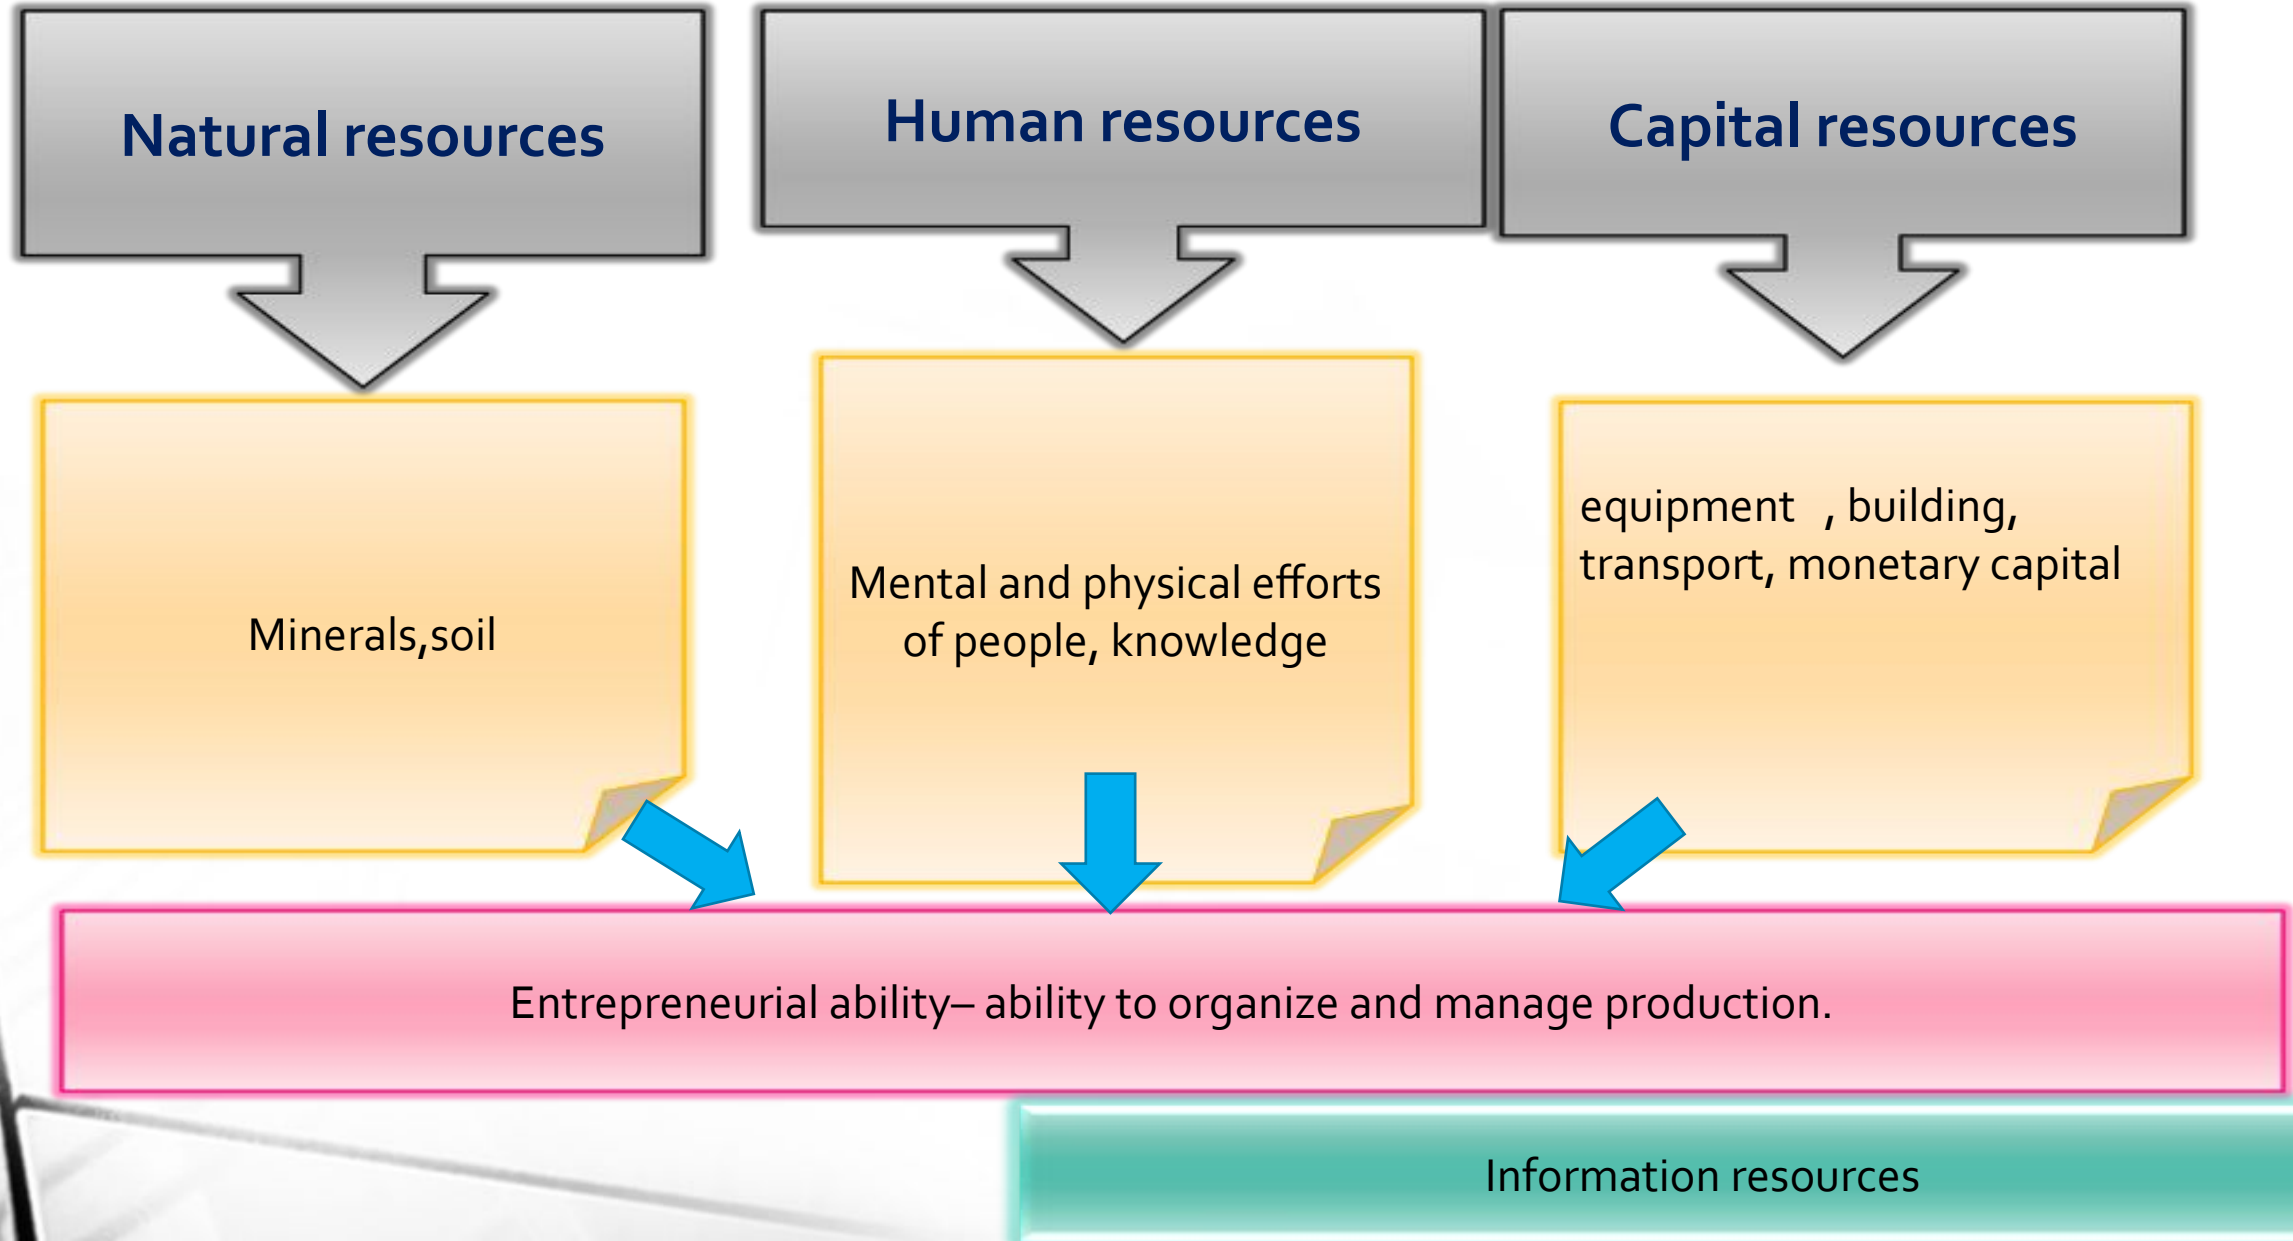 Natural resources
Human resources
Capital resources
Minerals,soil
Mental and physical efforts
of people, knowledge
equipment , building,
transport, monetary capital
Entrepreneurial ability– ability to organize and manage production.
Information resources